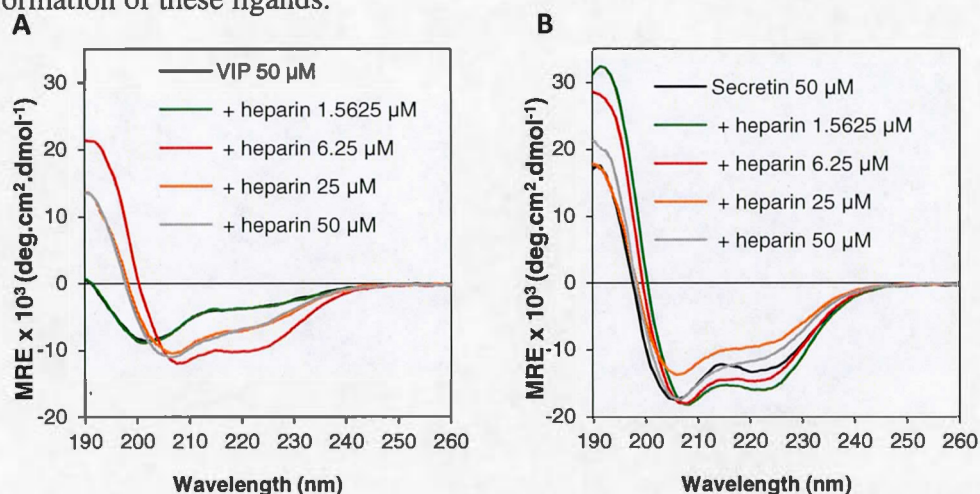 ormation of these ligands.
A
B
VIP 50 µM
+ heparin 1.5625 µM
+ heparin 6.25 µM
+ heparin 25 µM
+ heparin 50 µM
MRE x 10³ (deg.cm².dmol⁻¹)
30
20
10
0
-10
-20
190 200 210 220 230 240 250 260
Wavelength (nm)
Secretin 50 µM
+ heparin 1.5625 µM
+ heparin 6.25 µM
+ heparin 25 µM
+ heparin 50 µM
MRE x 10³ (deg.cm².dmol⁻¹)
30
20
10
0
-10
-20
190 200 210 220 230 240 250 260
Wavelength (nm)